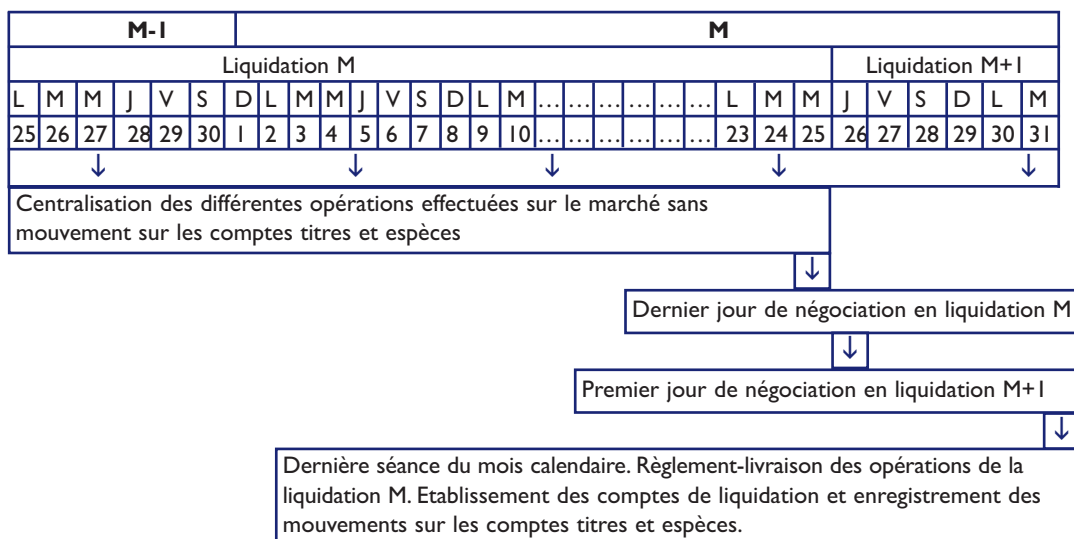 M-1 M
Liquidation M Liquidation M+1
L M M J V S D L M M J V S D L M ... ... ... ... ... ... L M M J V S D L M
25 26 27 28 29 30 1 2 3 4 5 6 7 8 9 10 ... ... ... ... ... ... 23 24 25 26 27 28 29 30 31
↓ ↓ ↓ ↓ ↓
Centralisation des différentes opérations effectuées sur le marché sans
mouvement sur les comptes titres et espèces
↓
Dernier jour de négociation en liquidation M
↓
Premier jour de négociation en liquidation M+1
↓
Dernière séance du mois calendaire. Règlement-livraison des opérations de la
liquidation M. Etablissement des comptes de liquidation et enregistrement des
mouvements sur les comptes titres et espèces.